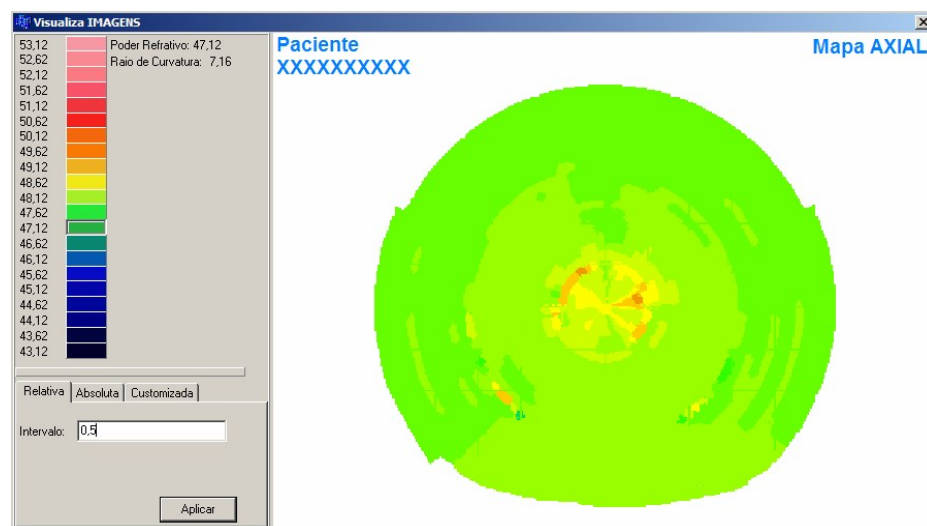 Visualiza IMAGENS
Paciente
XXXXXXXXXX
Mapa AXIAL
53,12
52,62
52,12
51,62
51,12
50,62
50,12
49,62
49,12
48,62
48,12
47,62
47,12
46,62
46,12
45,62
45,12
44,62
44,12
43,62
43,12
Poder Refrativo: 47,12
Raio de Curvatura: 7,16
Relativa
Absoluta
Customizada
Intervalo: 0,5
Aplicar